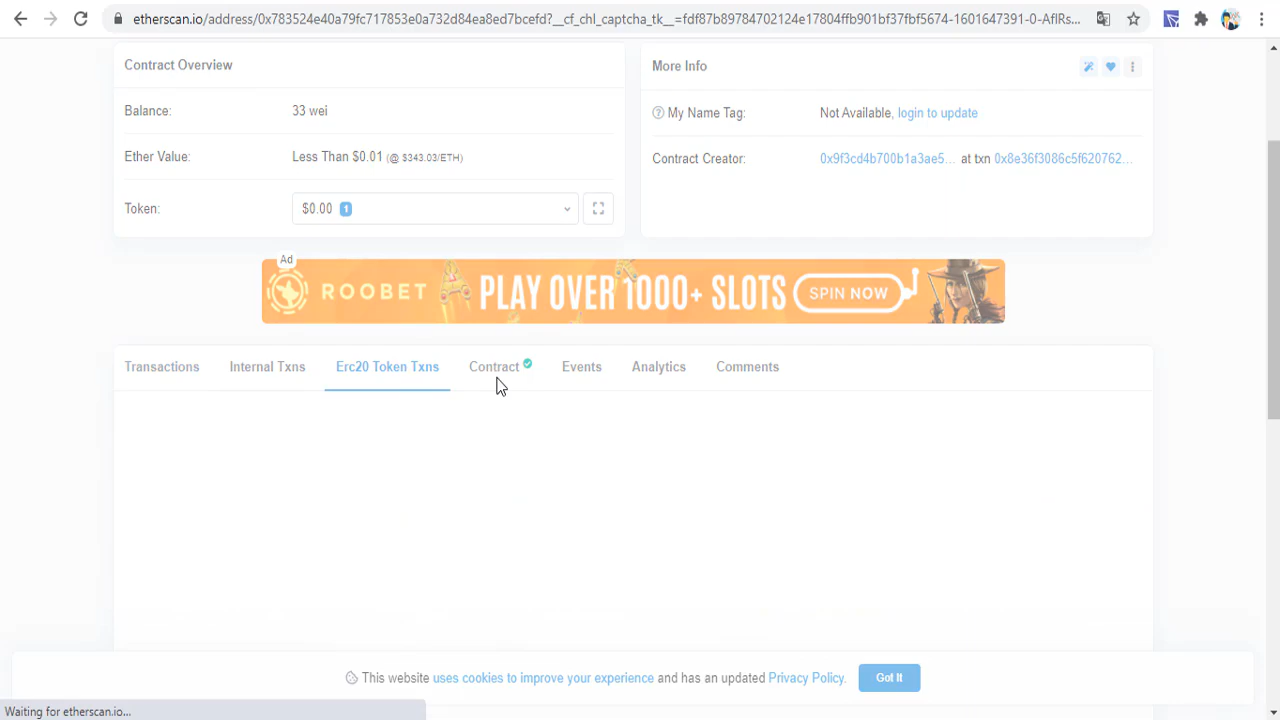 etherscan.io/address/0x783524e40a79fc717853e0a732d86ca8ed7bcefd?__cf_chl_captcha_tk__=fdf87b89784702124e17804ffb901bf37fbf5674-1601647391-0-AflRs...
Contract Overview
Balance: 33 wei
Ether Value: Less Than $0.01 (@ $343.03/ETH)
Token: $0.00 1
More Info
My Name Tag: Not Available, login to update
Contract Creator: 0x9f3cd4b700b1a3ae5... at txn 0x8e36f3086c5f620762...
Ad
ROOBET PLAY OVER 1000+ SLOTS SPIN NOW
Transactions Internal Txns Erc20 Token Txns Contract Events Analytics Comments
This website uses cookies to improve your experience and has an updated Privacy Policy. Got It
Waiting for etherscan.io...